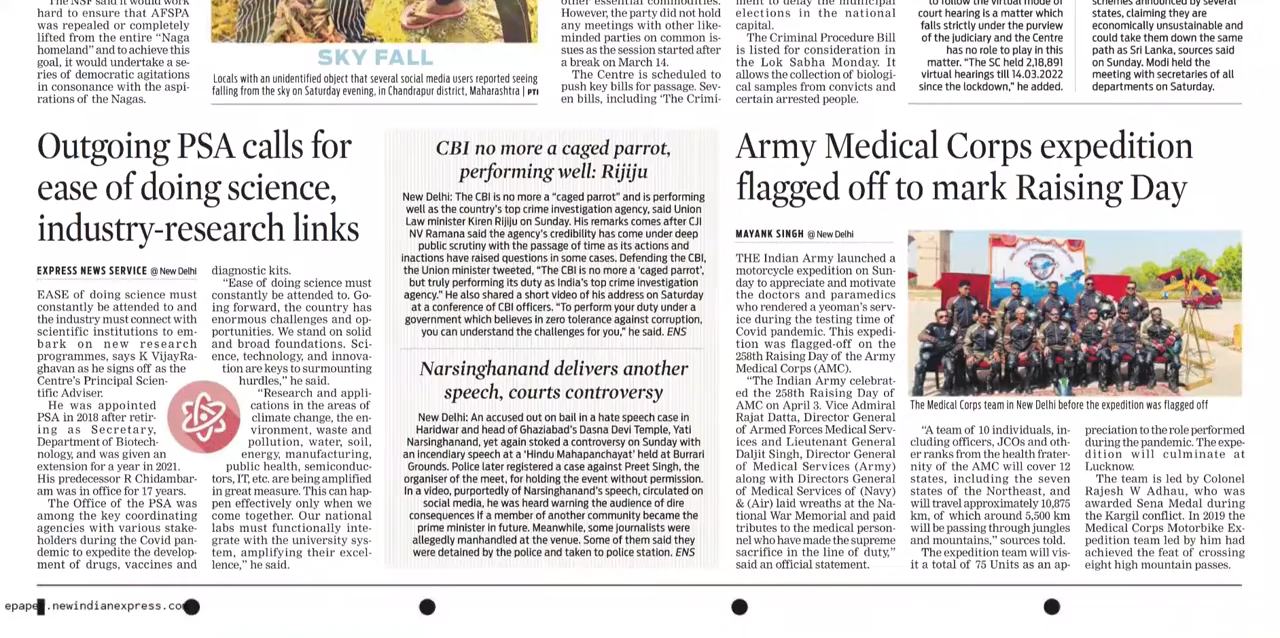 The NSF said it would work
hard to ensure that AFSPA
was repealed or completely
lifted from the entire “Naga
homeland” and to achieve this
goal, it would undertake a se-
ries of democratic agitations
in consonance with the aspi-
rations of the Nagas.
SKY FALL
Locals with an unidentified object that several social media users reported seeing
falling from the sky on Saturday evening, in Chandrapur district, Maharashtra | PTI
other essential commodities.
However, the party did not hold
any meetings with other like-
minded parties on common is-
sues as the session started after
a break on March 14.
The Centre is scheduled to
push key bills for passage. Sev-
en bills, including ‘The Crimi-
ment to delay the municipal
elections in the national
capital.
The Criminal Procedure Bill
is listed for consideration in
the Lok Sabha Monday. It
allows the collection of biologi-
cal samples from convicts and
certain arrested people.
to follow the virtual mode of
court hearing is a matter which
falls strictly under the purview
of the judiciary and the Centre
has no role to play in this
matter. “The SC held 2,18,891
virtual hearings till 14.03.2022
since the lockdown,” he added.
schemes announced by several
states, claiming they are
economically unsustainable and
could take them down the same
path as Sri Lanka, sources said
on Sunday. Modi held the
meeting with secretaries of all
departments on Saturday.
Outgoing PSA calls for
ease of doing science,
industry-research links
EXPRESS NEWS SERVICE @ New Delhi
EASE of doing science must
constantly be attended to and
the industry must connect with
scientific institutions to em-
bark on new research
programmes, says K VijayRa-
ghavan as he signs off as the
Centre’s Principal Scien-
tific Adviser.
He was appointed
PSA in 2018 after retir-
ing as Secretary,
Department of Biotech-
nology, and was given an
extension for a year in 2021.
His predecessor R Chidambar-
am was in office for 17 years.
The Office of the PSA was
among the key coordinating
agencies with various stake-
holders during the Covid pan-
demic to expedite the develop-
ment of drugs, vaccines and
diagnostic kits.
“Ease of doing science must
constantly be attended to. Go-
ing forward, the country has
enormous challenges and op-
portunities. We stand on solid
and broad foundations. Sci-
ence, technology, and innova-
tion are keys to surmounting
hurdles,” he said.
“Research and appli-
cations in the areas of
climate change, the en-
vironment, waste and
pollution, water, soil,
energy, manufacturing,
public health, semiconduc-
tors, IT, etc. are being amplified
in great measure. This can hap-
pen effectively only when we
come together. Our national
labs must functionally inte-
grate with the university sys-
tem, amplifying their excel-
lence,” he said.
CBI no more a caged parrot,
performing well: Rijiju
New Delhi: The CBI is no more a “caged parrot” and is performing
well as the country’s top crime investigation agency, said Union
Law minister Kiren Rijiju on Sunday. His remarks comes after CJI
NV Ramana said the agency’s credibility has come under deep
public scrutiny with the passage of time as its actions and
inactions have raised questions in some cases. Defending the CBI,
the Union minister tweeted, “The CBI is no more a ‘caged parrot’,
but truly performing its duty as India’s top crime investigation
agency.” He also shared a short video of his address on Saturday
at a conference of CBI officers. “To perform your duty under a
government which believes in zero tolerance against corruption,
you can understand the challenges for you,” he said. ENS
Narsinghanand delivers another
speech, courts controversy
New Delhi: An accused out on bail in a hate speech case in
Haridwar and head of Ghaziabad’s Dasna Devi Temple, Yati
Narsinghanand, yet again stoked a controversy on Sunday with
an incendiary speech at a ‘Hindu Mahapanchayat’ held at Burrari
Grounds. Police later registered a case against Preet Singh, the
organiser of the meet, for holding the event without permission.
In a video, purportedly of Narsinghanand’s speech, circulated on
social media, he was heard warning the audience of dire
consequences if a member of another community became the
prime minister in future. Meanwhile, some journalists were
allegedly manhandled at the venue. Some of them said they
were detained by the police and taken to police station. ENS
Army Medical Corps expedition
flagged off to mark Raising Day
MAYANK SINGH @ New Delhi
THE Indian Army launched a
motorcycle expedition on Sun-
day to appreciate and motivate
the doctors and paramedics
who rendered a yeoman’s serv-
ice during the testing time of
Covid pandemic. This expedi-
tion was flagged-off on the
258th Raising Day of the Army
Medical Corps (AMC).
“The Indian Army celebrat-
ed the 258th Raising Day of
AMC on April 3. Vice Admiral
Rajat Datta, Director General
of Armed Forces Medical Serv-
ices and Lieutenant General
Daljit Singh, Director General
of Medical Services (Army)
along with Directors General
of Medical Services of (Navy)
& (Air) laid wreaths at the Na-
tional War Memorial and paid
tributes to the medical person-
nel who have made the supreme
sacrifice in the line of duty,”
said an official statement.
The Medical Corps team in New Delhi before the expedition was flagged off
“A team of 10 individuals, in-
cluding officers, JCOs and oth-
er ranks from the health frater-
nity of the AMC will cover 12
states, including the seven
states of the Northeast, and
will travel approximately 10,875
km, of which around 5,500 km
will be passing through jungles
and mountains,” sources told.
The expedition team will vis-
it a total of 75 Units as an ap-
preciation to the role performed
during the pandemic. The expe-
dition will culminate at
Lucknow.
The team is led by Colonel
Rajesh W Adhau, who was
awarded Sena Medal during
the Kargil conflict. In 2019 the
Medical Corps Motorbike Ex-
pedition team led by him had
achieved the feat of crossing
eight high mountain passes.